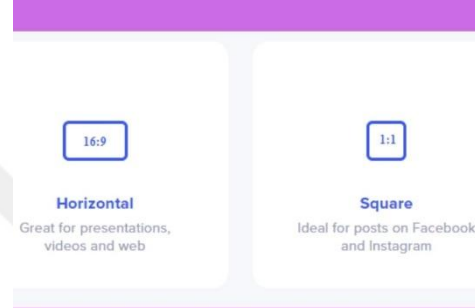 16:9
Horizontal
Great for presentations,
videos and web
1:1
Square
Ideal for posts on Facebook
and Instagram